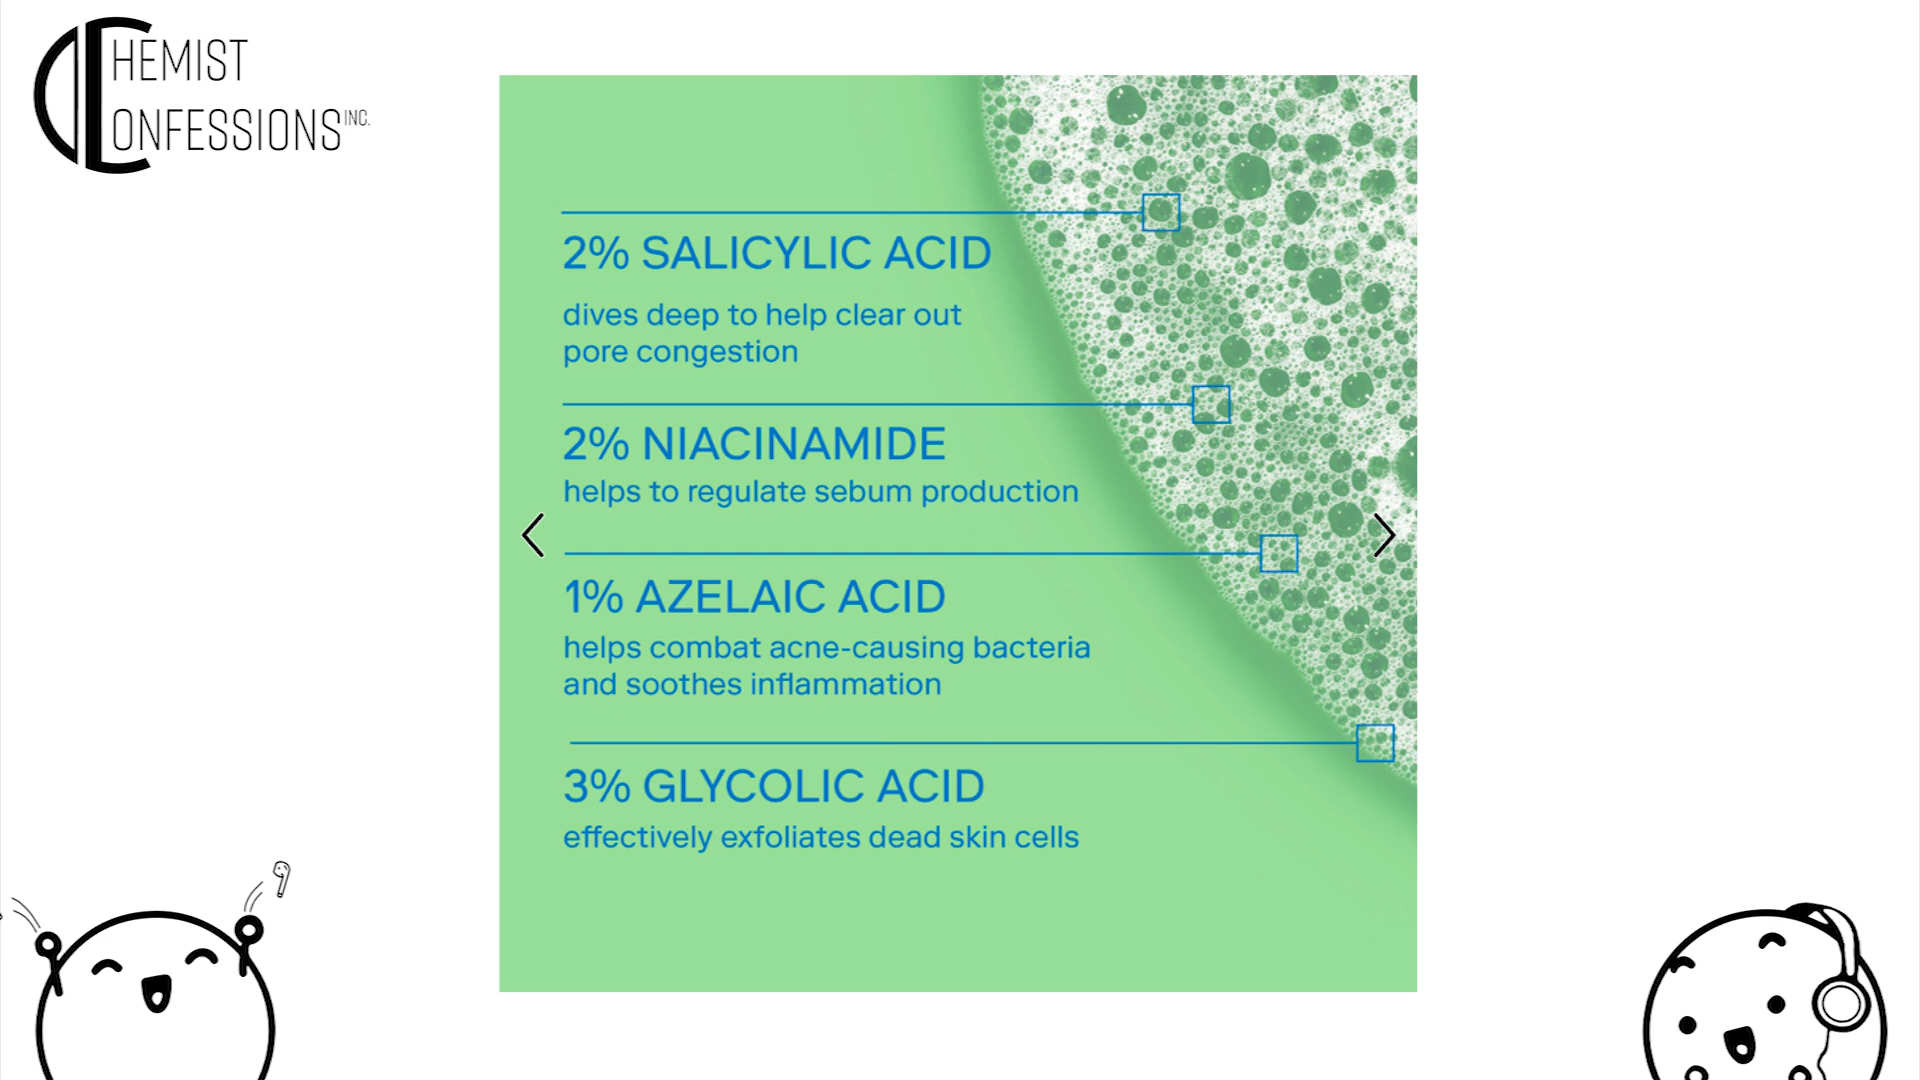 CHEMIST
CONFESSIONS INC.
2% SALICYLIC ACID
dives deep to help clear out
pore congestion
2% NIACINAMIDE
helps to regulate sebum production
1% AZELAIC ACID
helps combat acne-causing bacteria
and soothes inflammation
3% GLYCOLIC ACID
effectively exfoliates dead skin cells